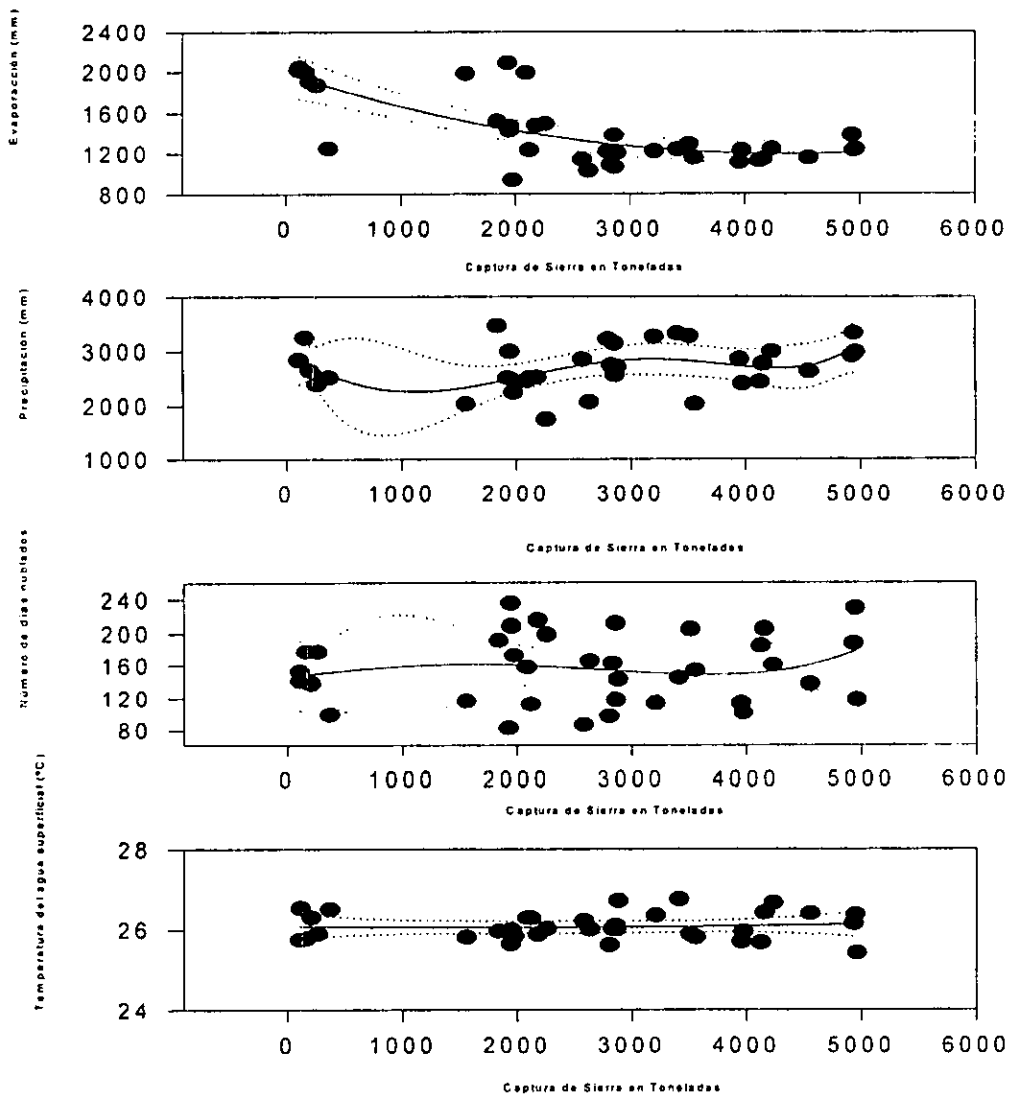 Evaporacción (mm)
2400
2000
1600
1200
800
0 1000 2000 3000 4000 5000 6000
Captura de Sierra en Toneladas
Precipitación (mm)
4000
3000
2000
1000
0 1000 2000 3000 4000 5000 6000
Captura de Sierra en Toneladas
Número de días nublados
240
200
160
120
80
0 1000 2000 3000 4000 5000 6000
Captura de Sierra en Toneladas
Temperatura del agua superficial (ºC)
28
26
24
0 1000 2000 3000 4000 5000 6000
Captura de Sierra en Toneladas